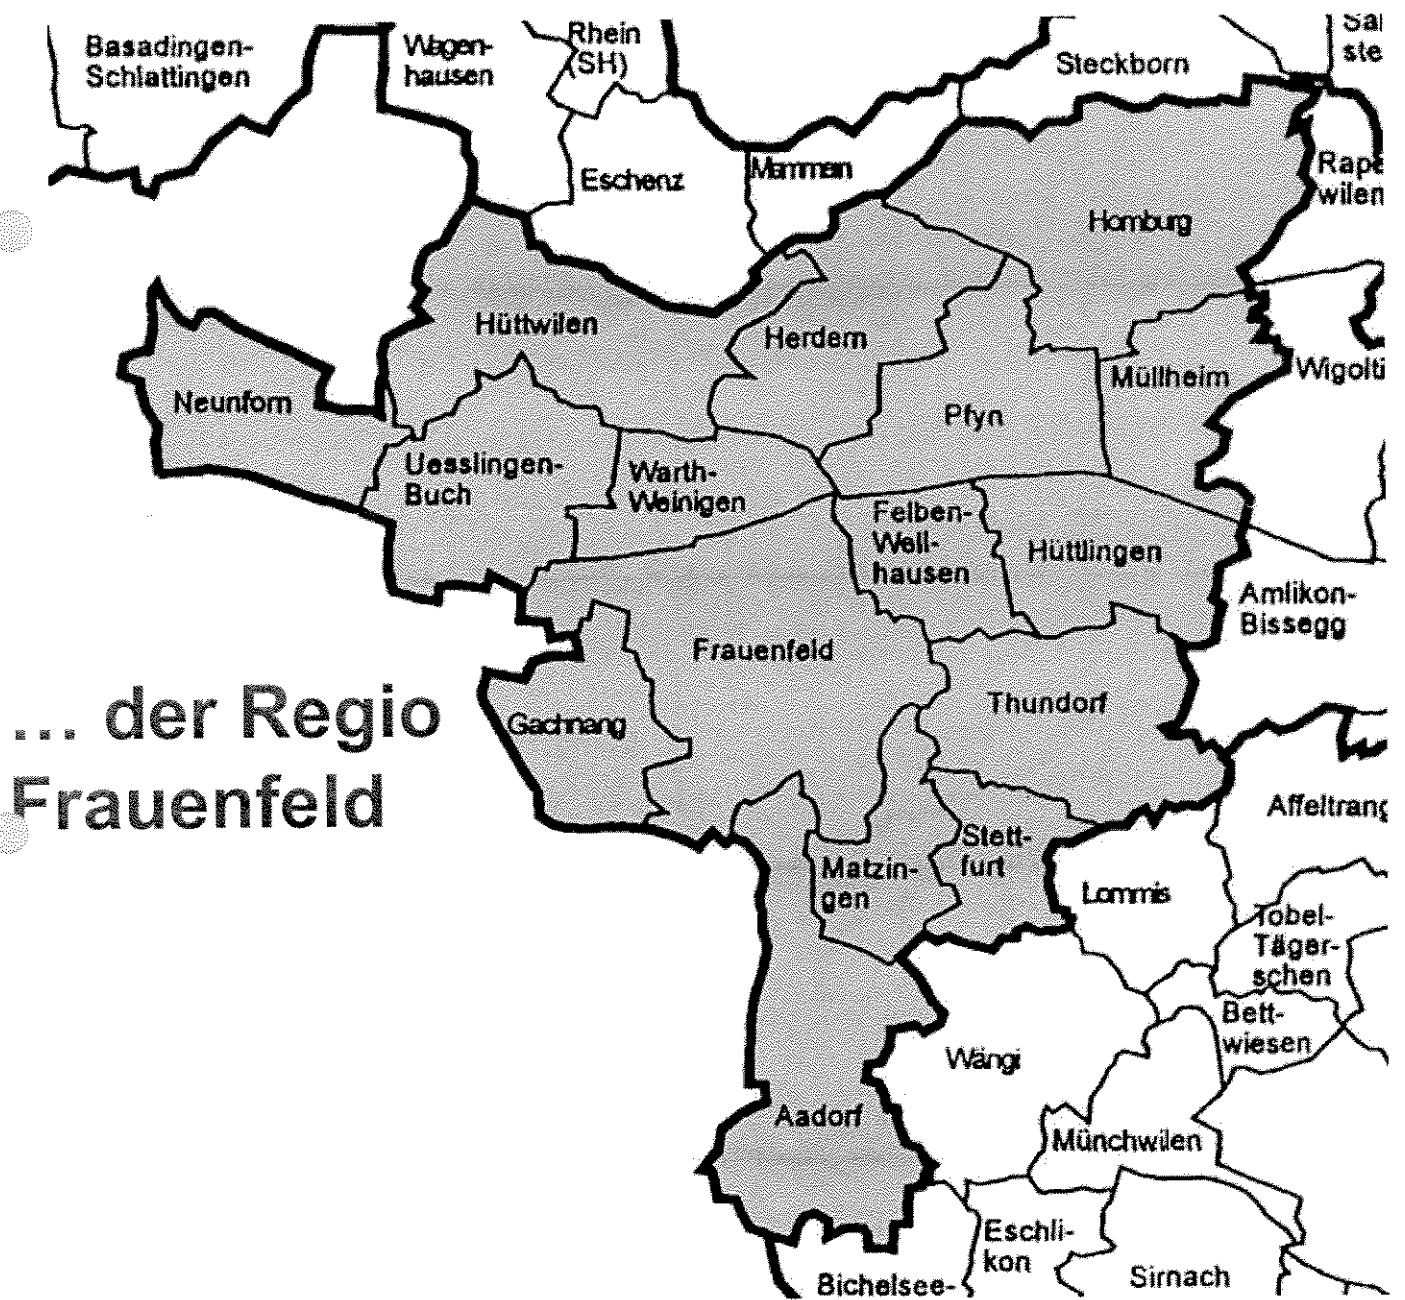 Basadingen-
Schlattingen
Wagen-
hausen
Rhein
(SH)
Steckborn
Eschenz
Mammern
Homburg
Hüttwilen
Herdern
Neunforn
Müllheim
Pfyn
Uesslingen-
Buch
Warth-
Weinigen
Felben-
Well-
hausen
Hüttlingen
Amlikon-
Bissegg
Frauenfeld
Thundorf
Gachnang
... der Regio
Frauenfeld
Affeltrang
Stett-
furt
Matzin-
gen
Lommis
Tobel-
Täger-
schen
Bett-
wiesen
Wängi
Aadorf
Münchwilen
Eschli-
kon
Sirnach
Bichelsee-
Sal
ste
Rape
wilen
Wigolti